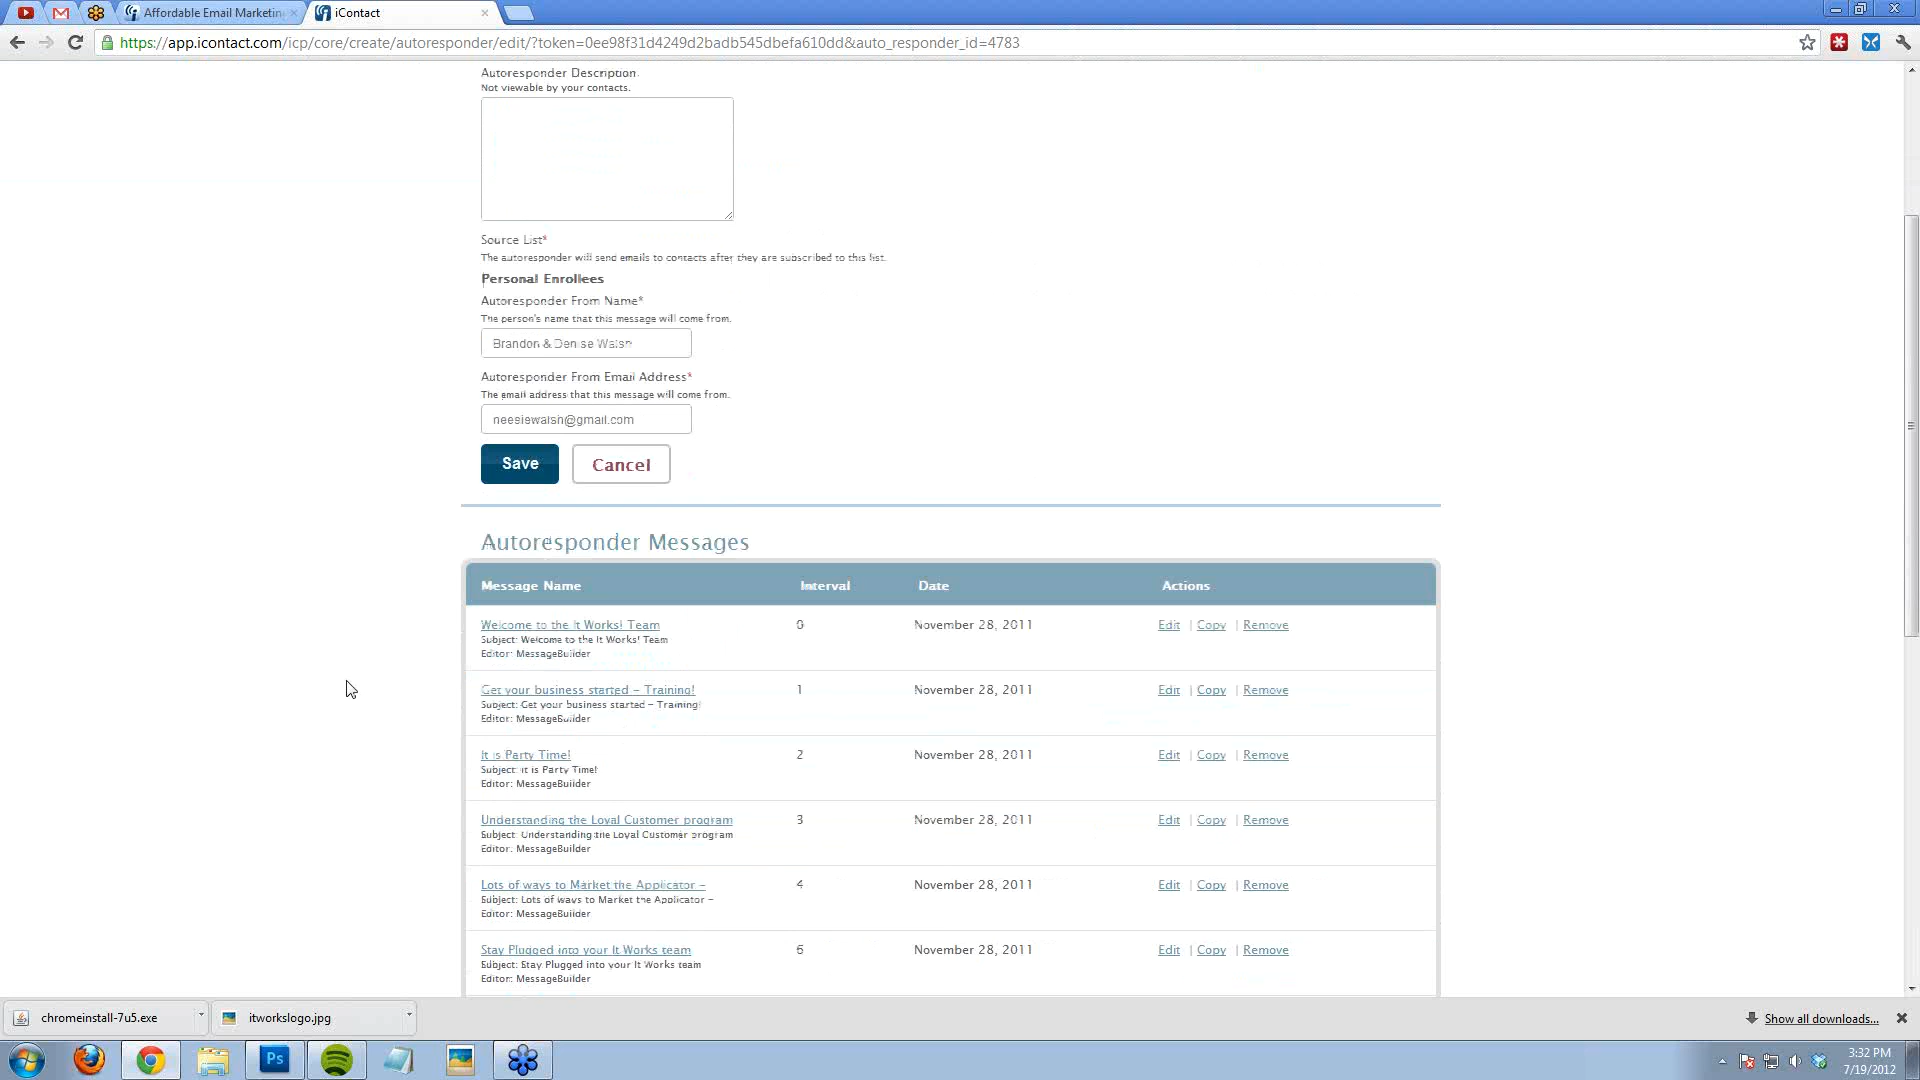 Affordable Email Marketin
iContact
https://app.icontact.com/icp/core/create/autoresponder/edit/?token=0ee98f31d4249d2badb545dbefa610dd&auto_responder_id=4783
Autoresponder Description
Not viewable by your contacts.
Source List*
The autoresponder will send emails to contacts after they are subscribed to this list.
Personal Enrollees
Autoresponder From Name*
The person's name that this message will come from.
Brandon & Denise Walsh
Autoresponder From Email Address*
The email address that this message will come from.
neeeiewalsh@gmail.com
Save Cancel
Autoresponder Messages
Message Name Interval Date Actions
Welcome to the It Works! Team 0 November 28, 2011 Edit | Copy | Remove
Subject: Welcome to the It Works! Team
Editor: MessageBuilder
Get your business started – Training! 1 November 28, 2011 Edit | Copy | Remove
Subject: Get your business started – Training!
Editor: MessageBuilder
It is Party Time! 2 November 28, 2011 Edit | Copy | Remove
Subject: It is Party Time!
Editor: MessageBuilder
Understanding the Loyal Customer program 3 November 28, 2011 Edit | Copy | Remove
Subject: Understanding the Loyal Customer program
Editor: MessageBuilder
Lots of ways to Market the Applicator – 4 November 28, 2011 Edit | Copy | Remove
Subject: Lots of ways to Market the Applicator –
Editor: MessageBuilder
Stay Plugged into your It Works team 6 November 28, 2011 Edit | Copy | Remove
Subject: Stay Plugged into your It Works team
Editor: MessageBuilder
chromeinstall-7u5.exe itworkslogo.jpg Show all downloads...
Ps
3:32 PM
7/19/2012